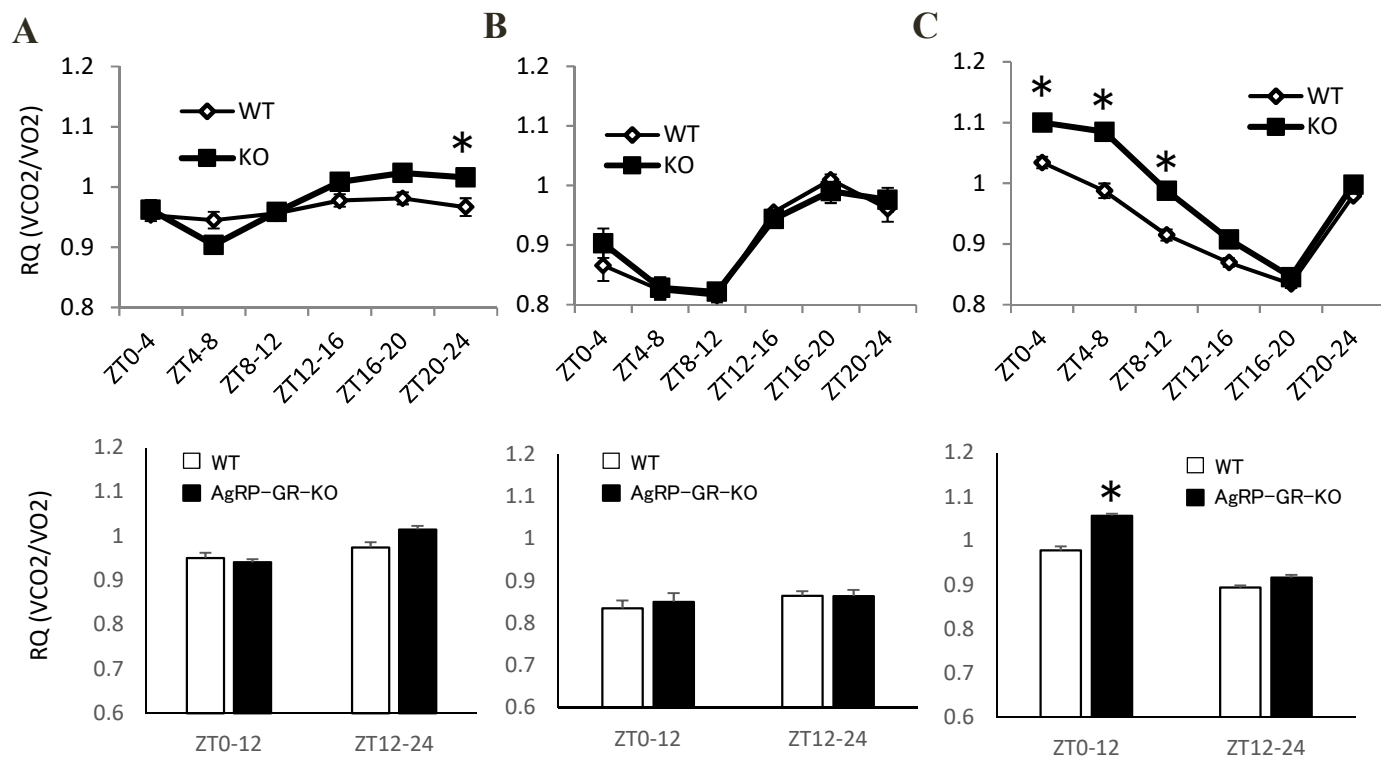 A
B
C
RQ (VCO2/VO2)
1.2
1.1
1
0.9
0.8
WT
KO
*
ZT0-4
ZT4-8
ZT8-12
ZT12-16
ZT16-20
ZT20-24
1.2
1.1
1
0.9
0.8
WT
KO
ZT0-4
ZT4-8
ZT8-12
ZT12-16
ZT16-20
ZT20-24
1.2
1.1
1
0.9
0.8
* * *
WT
KO
ZT0-4
ZT4-8
ZT8-12
ZT12-16
ZT16-20
ZT20-24
RQ (VCO2/VO2)
1.2
1.1
1
0.9
0.8
0.7
0.6
WT
AgRP-GR-KO
ZT0-12
ZT12-24
1.2
1.1
1
0.9
0.8
0.7
0.6
WT
AgRP-GR-KO
ZT0-12
ZT12-24
1.2
1.1
1
0.9
0.8
0.7
0.6
WT
AgRP-GR-KO
*
ZT0-12
ZT12-24